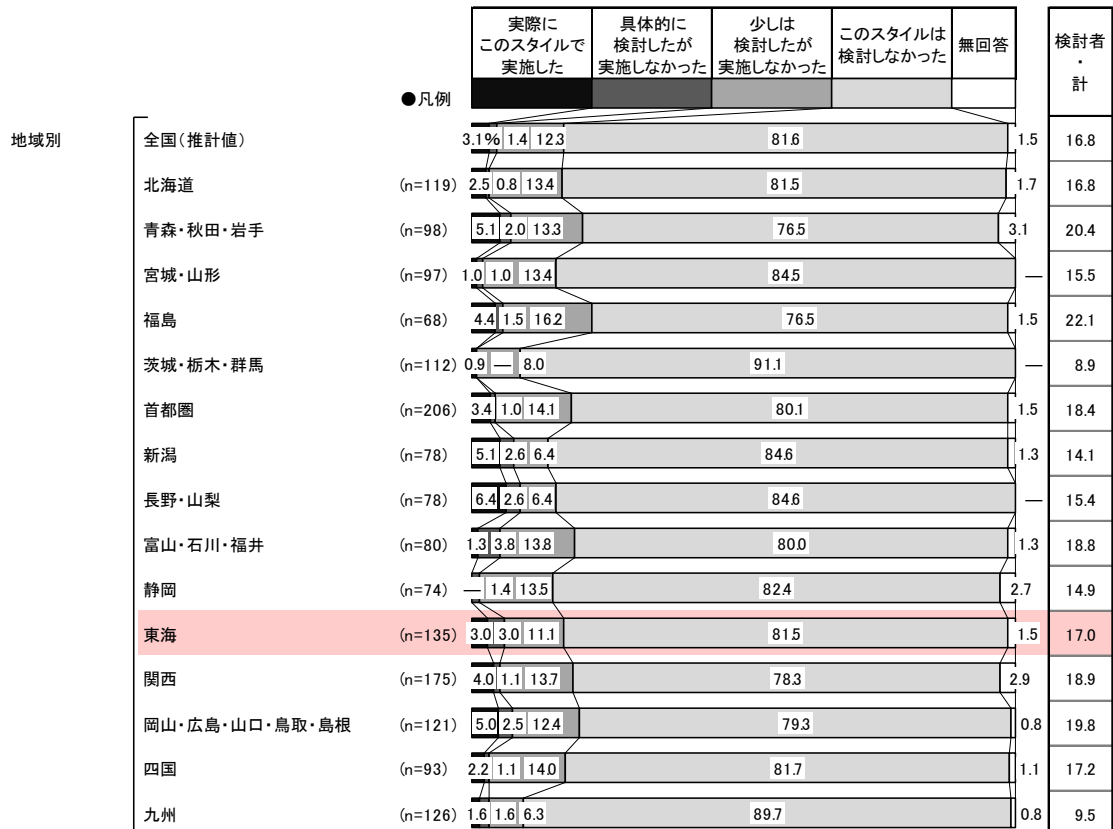 実際に
このスタイルで
実施した
具体的に
検討したが
実施しなかった
少しは
検討したが
実施しなかった
このスタイルは
検討しなかった
無回答
検討者
・
計
●凡例
地域別 全国(推計値) 3.1% 1.4 12.3 81.6 1.5 16.8
北海道 (n=119) 2.5 0.8 13.4 81.5 1.7 16.8
青森・秋田・岩手 (n=98) 5.1 2.0 13.3 76.5 3.1 20.4
宮城・山形 (n=97) 1.0 1.0 13.4 84.5 — 15.5
福島 (n=68) 4.4 1.5 16.2 76.5 1.5 22.1
茨城・栃木・群馬 (n=112) 0.9 — 8.0 91.1 — 8.9
首都圏 (n=206) 3.4 1.0 14.1 80.1 1.5 18.4
新潟 (n=78) 5.1 2.6 6.4 84.6 1.3 14.1
長野・山梨 (n=78) 6.4 2.6 6.4 84.6 — 15.4
富山・石川・福井 (n=80) 1.3 3.8 13.8 80.0 1.3 18.8
静岡 (n=74) — 1.4 13.5 82.4 2.7 14.9
東海 (n=135) 3.0 3.0 11.1 81.5 1.5 17.0
関西 (n=175) 4.0 1.1 13.7 78.3 2.9 18.9
岡山・広島・山口・鳥取・島根 (n=121) 5.0 2.5 12.4 79.3 0.8 19.8
四国 (n=93) 2.2 1.1 14.0 81.7 1.1 17.2
九州 (n=126) 1.6 1.6 6.3 89.7 0.8 9.5